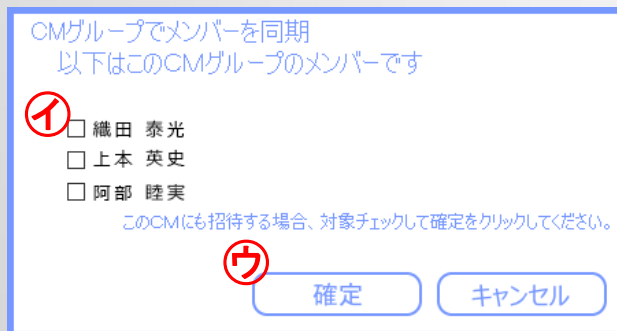 CMグループでメンバーを同期
以下はこのCMグループのメンバーです
イ
織田 泰光
上本 英史
阿部 睦実
このCMにも招待する場合、対象チェックして確定をクリックしてください。
ウ
確定 キャンセル